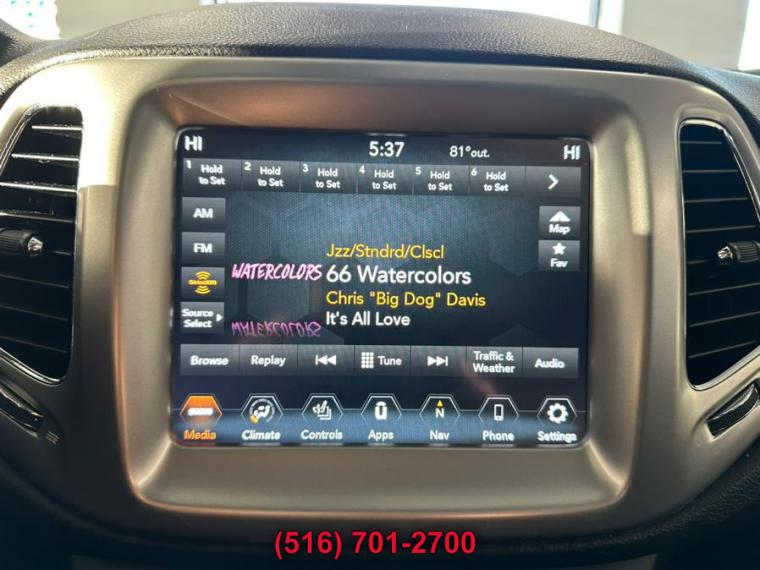 HI 5:37 81°out. HI
1 Hold to Set 2 Hold to Set 3 Hold to Set 4 Hold to Set 5 Hold to Set 6 Hold to Set
AM
Map
FM
Fav
SiriusXM
Source Select
WATERCOLORS
Jzz/Stndrd/Clscl
66 Watercolors
Chris "Big Dog" Davis
It's All Love
Browse Replay Tune Traffic & Weather Audio
N
Media Climate Controls Apps Nav Phone Settings
(516) 701-2700